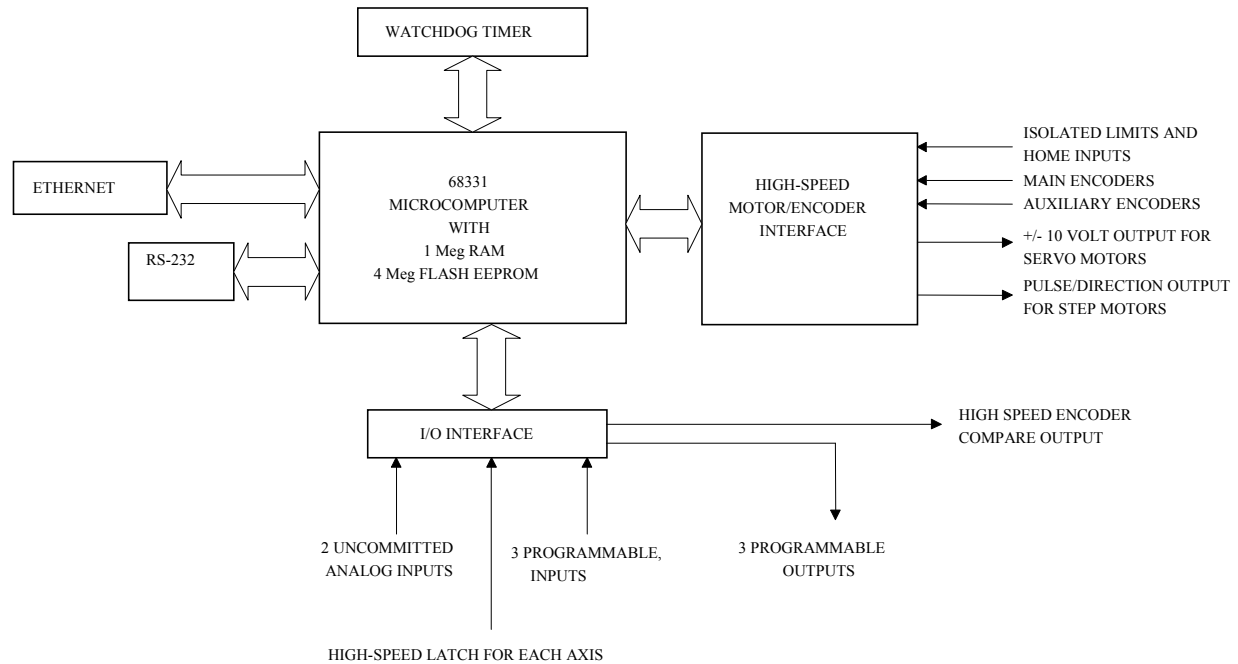 WATCHDOG TIMER
ETHERNET
RS-232
68331
MICROCOMPUTER
WITH
1 Meg RAM
4 Meg FLASH EEPROM
HIGH-SPEED
MOTOR/ENCODER
INTERFACE
ISOLATED LIMITS AND
HOME INPUTS
MAIN ENCODERS
AUXILIARY ENCODERS
+/- 10 VOLT OUTPUT FOR
SERVO MOTORS
PULSE/DIRECTION OUTPUT
FOR STEP MOTORS
I/O INTERFACE
HIGH SPEED ENCODER
COMPARE OUTPUT
2 UNCOMMITTED
ANALOG INPUTS
3 PROGRAMMABLE,
INPUTS
3 PROGRAMMABLE
OUTPUTS
HIGH-SPEED LATCH FOR EACH AXIS